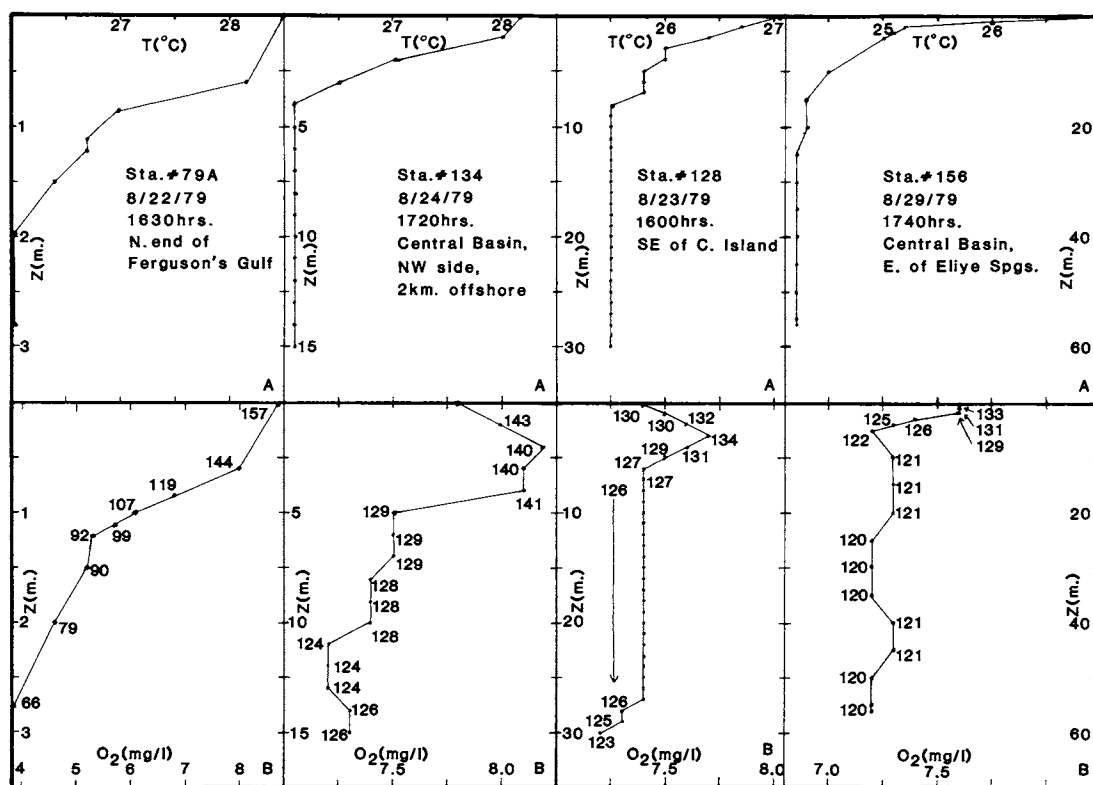 27 28
T(°C)
1
2
3
Z(m.)
Sta.#79A
8/22/79
1630hrs.
N.end of
Ferguson's Gulf
A
27 28
T(°C)
5
10
15
Z(m.)
Sta.#134
8/24/79
1720hrs.
Central Basin,
NW side,
2km. offshore
A
26 27
T(°C)
10
20
30
Z(m.)
Sta.#128
8/23/79
1600hrs.
SE of C. Island
A
25 26
T(°C)
20
40
60
Z(m.)
Sta.#156
8/29/79
1740hrs.
Central Basin,
E. of Eliye Spgs.
A
157
144
119
107
99
92
90
79
66
1
2
3
Z(m.)
O2(mg/l)
B
4 5 6 7 8
143
140
140
141
129
129
129
128
128
128
124
124
124
126
126
5
10
15
Z(m.)
O2(mg/l)
B
7.5 8.0
130
130
132
134
131
129
127
127
126
126
125
123
10
20
30
Z(m.)
O2(mg/l)
B
7.5 8.0
133
131
129
126
125
122
121
121
121
120
120
120
121
121
120
120
20
40
60
Z(m.)
O2(mg/l)
B
7.0 7.5